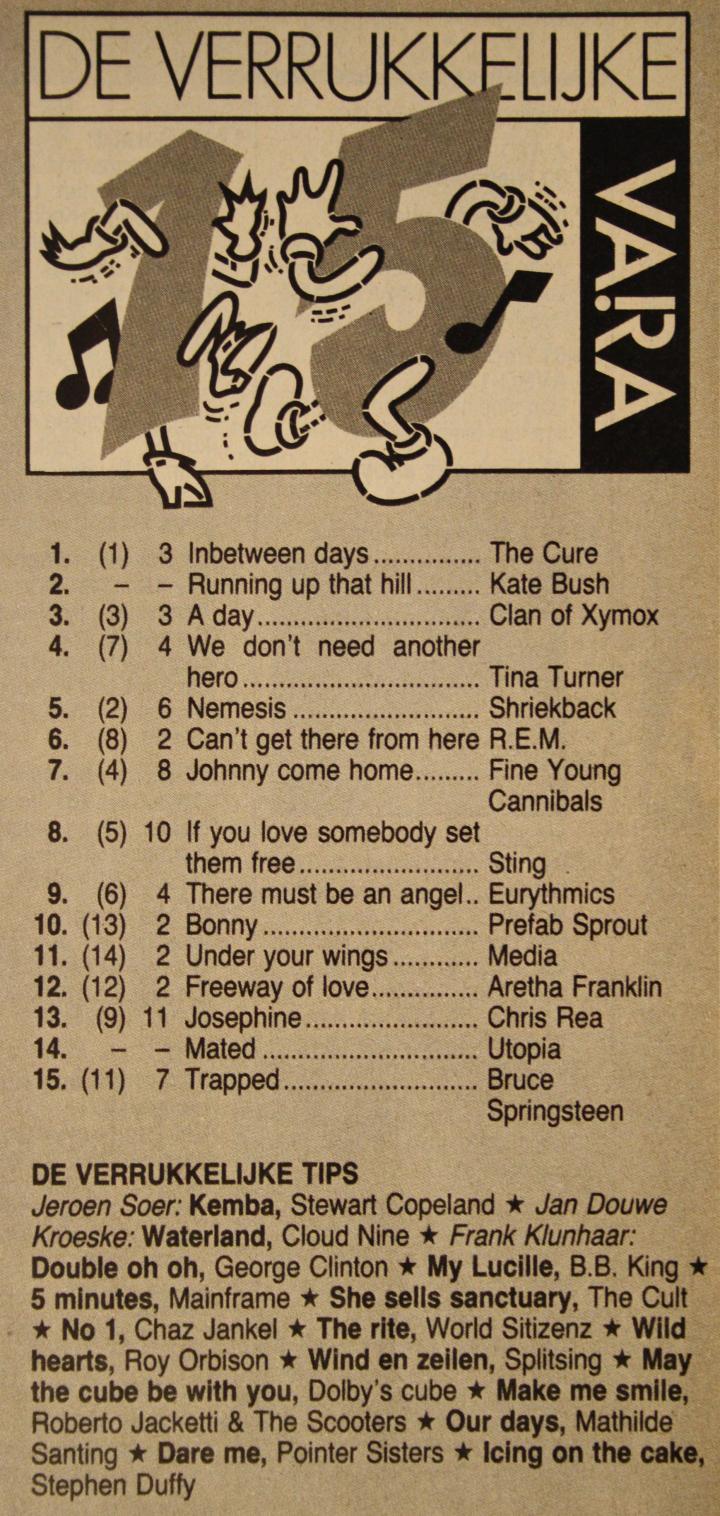 DE VERRUKKELIJKE
VARA
1. (1) 3 Inbetween days............... The Cure
2. – – Running up that hill......... Kate Bush
3. (3) 3 A day............................... Clan of Xymox
4. (7) 4 We don't need another
hero................................. Tina Turner
5. (2) 6 Nemesis.......................... Shriekback
6. (8) 2 Can't get there from here R.E.M.
7. (4) 8 Johnny come home......... Fine Young
Cannibals
8. (5) 10 If you love somebody set
them free......................... Sting
9. (6) 4 There must be an angel.. Eurythmics
10. (13) 2 Bonny.............................. Prefab Sprout
11. (14) 2 Under your wings............ Media
12. (12) 2 Freeway of love............... Aretha Franklin
13. (9) 11 Josephine........................ Chris Rea
14. – – Mated.............................. Utopia
15. (11) 7 Trapped........................... Bruce
Springsteen
DE VERRUKKELIJKE TIPS
Jeroen Soer: Kemba, Stewart Copeland ★ Jan Douwe
Kroeske: Waterland, Cloud Nine ★ Frank Klunhaar:
Double oh oh, George Clinton ★ My Lucille, B.B. King ★
5 minutes, Mainframe ★ She sells sanctuary, The Cult
★ No 1, Chaz Jankel ★ The rite, World Sitizenz ★ Wild
hearts, Roy Orbison ★ Wind en zeilen, Splitsing ★ May
the cube be with you, Dolby's cube ★ Make me smile,
Roberto Jacketti & The Scooters ★ Our days, Mathilde
Santing ★ Dare me, Pointer Sisters ★ Icing on the cake,
Stephen Duffy